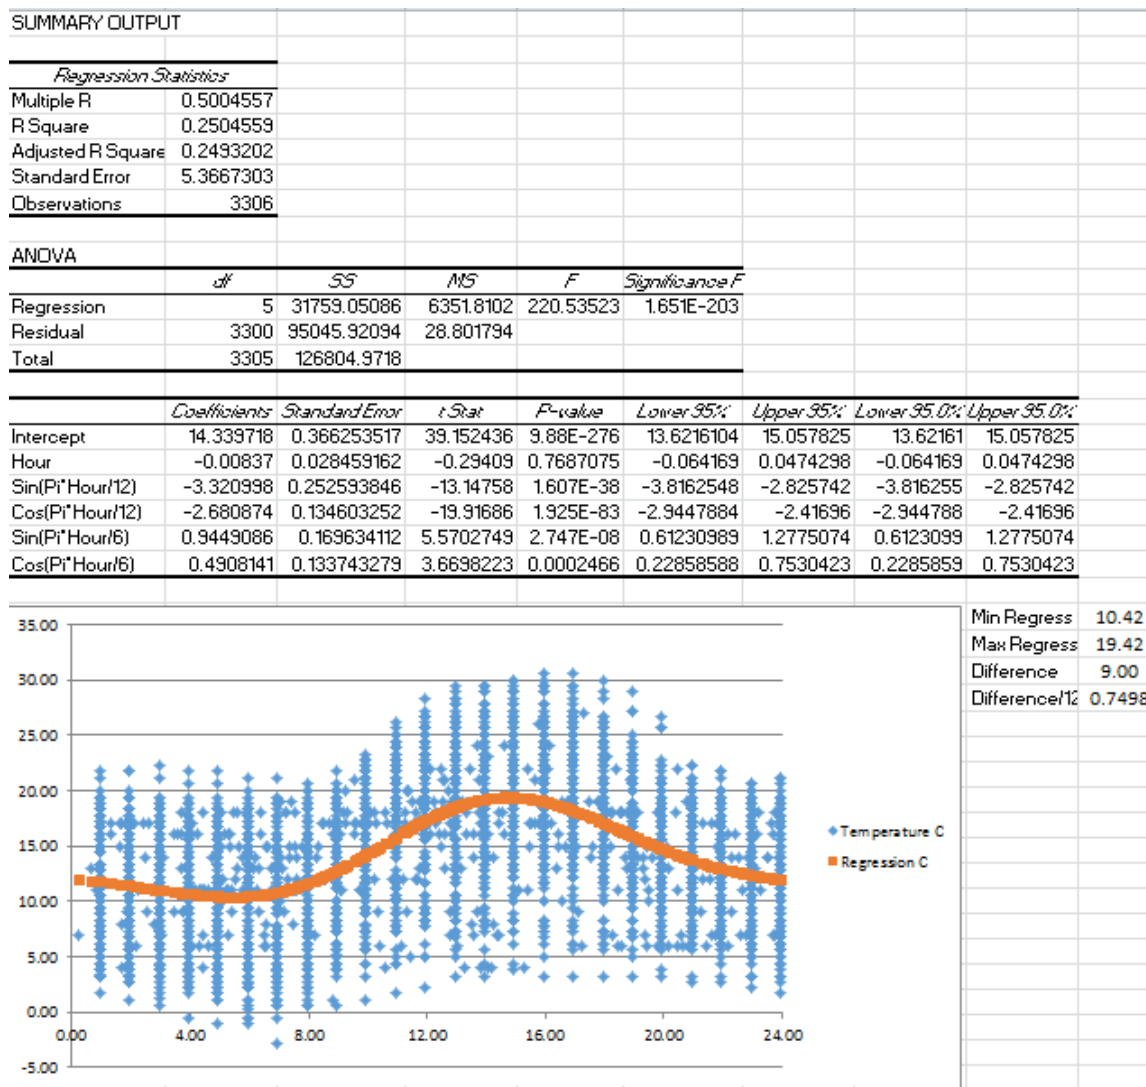 SUMMARY OUTPUT
Regression Statistics
Multiple R 0.5004557
R Square 0.2504559
Adjusted R Square 0.2493202
Standard Error 5.3667303
Observations 3306
ANOVA
df SS MS F Significance F
Regression 5 31759.05086 6351.8102 220.53523 1.651E-203
Residual 3300 95045.92094 28.801794
Total 3305 126804.9718
Coefficients Standard Error t Stat P-value Lower 95% Upper 95% Lower 95.0% Upper 95.0%
Intercept 14.339718 0.366253517 39.152436 9.88E-276 13.6216104 15.057825 13.62161 15.057825
Hour -0.00837 0.028459162 -0.29409 0.7687075 -0.064169 0.0474298 -0.064169 0.0474298
Sin(Pi*Hour/12) -3.320998 0.252593846 -13.14758 1.607E-38 -3.8162548 -2.825742 -3.816255 -2.825742
Cos(Pi*Hour/12) -2.680874 0.134603252 -19.91686 1.925E-83 -2.9447884 -2.41696 -2.944788 -2.41696
Sin(Pi*Hour/6) 0.9449086 0.169634112 5.5702749 2.747E-08 0.61230989 1.2775074 0.6123099 1.2775074
Cos(Pi*Hour/6) 0.4908141 0.133743279 3.6698223 0.0002466 0.22858588 0.7530423 0.2285859 0.7530423
Min Regress 10.42
Max Regress 19.42
Difference 9.00
Difference/12 0.7498
35.00
30.00
25.00
20.00
15.00
10.00
5.00
0.00
-5.00
0.00 4.00 8.00 12.00 16.00 20.00 24.00
Temperature C
Regression C